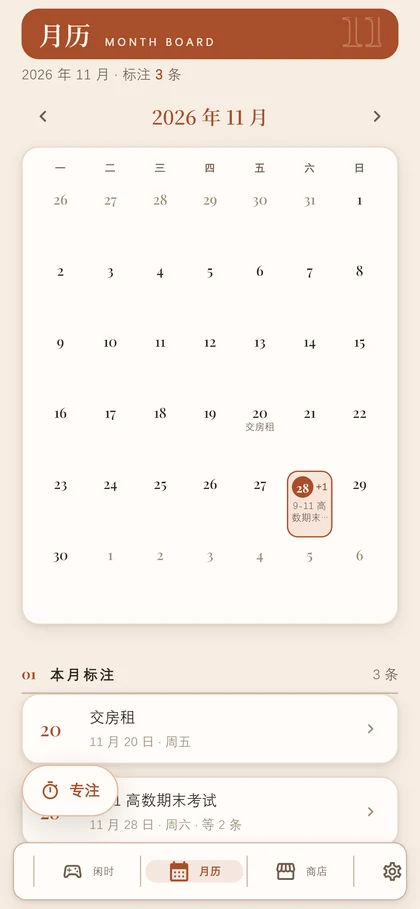 月历 MONTH BOARD 11
2026 年 11 月 · 标注 3 条
2026 年 11 月
一 二 三 四 五 六 日
26 27 28 29 30 31 1
2 3 4 5 6 7 8
9 10 11 12 13 14 15
16 17 18 19 20 21 22
交房租
23 24 25 26 27 28 +1 29
9-11 高
数期末…
30 1 2 3 4 5 6
01 本月标注 3 条
交房租
20
11 月 20 日 · 周五
1 高数期末考试
专注
11 月 28 日 · 周六 · 等 2 条
闲时 月历 商店